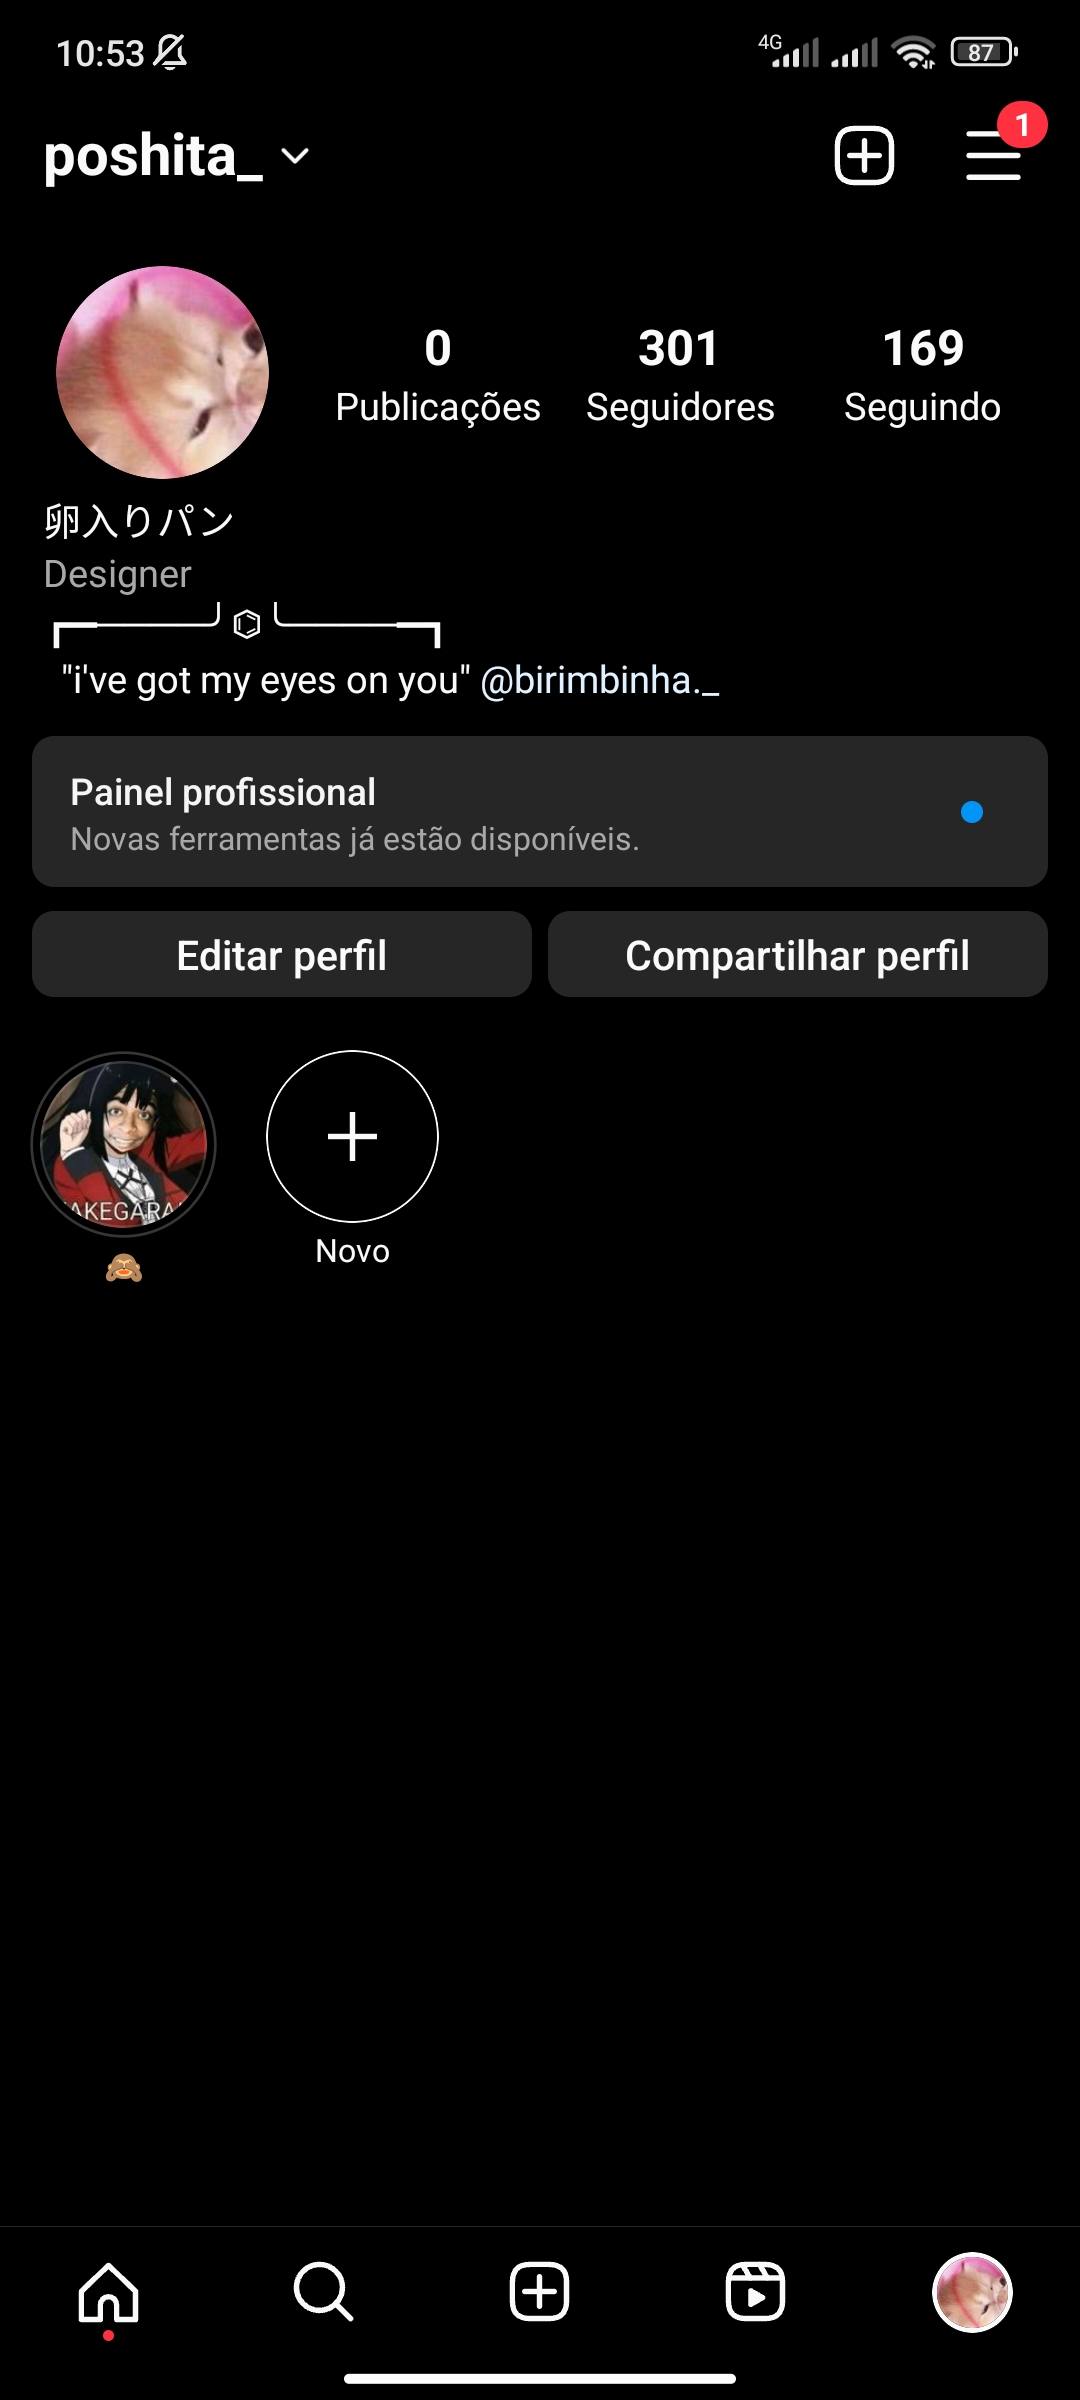 10:53
4G
87
poshita_
1
0
Publicações
301
Seguidores
169
Seguindo
卵入りパン
Designer
┏━─────╯⌬╰─────━┓
"i've got my eyes on you" @birimbinha._
Painel profissional
Novas ferramentas já estão disponíveis.
Editar perfil
Compartilhar perfil
AKEGARA
🙈
Novo